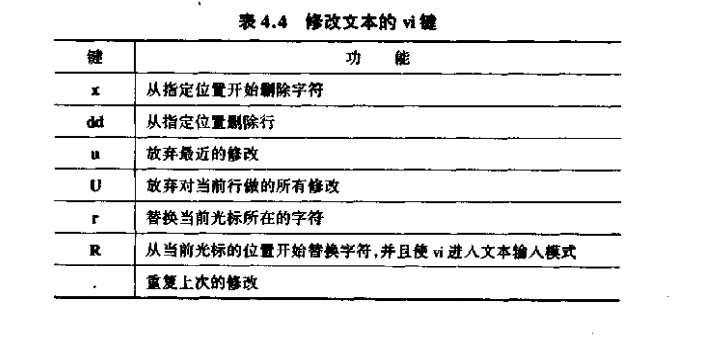 表 4.4 修改文本的 vi 键
键 功 能
x 从指定位置开始删除字符
dd 从指定位置删除行
u 放弃最近的修改
U 放弃对当前行做的所有修改
r 替换当前光标所在的字符
R 从当前光标的位置开始替换字符,并且使 vi 进入文本输入模式
. 重复上次的修改